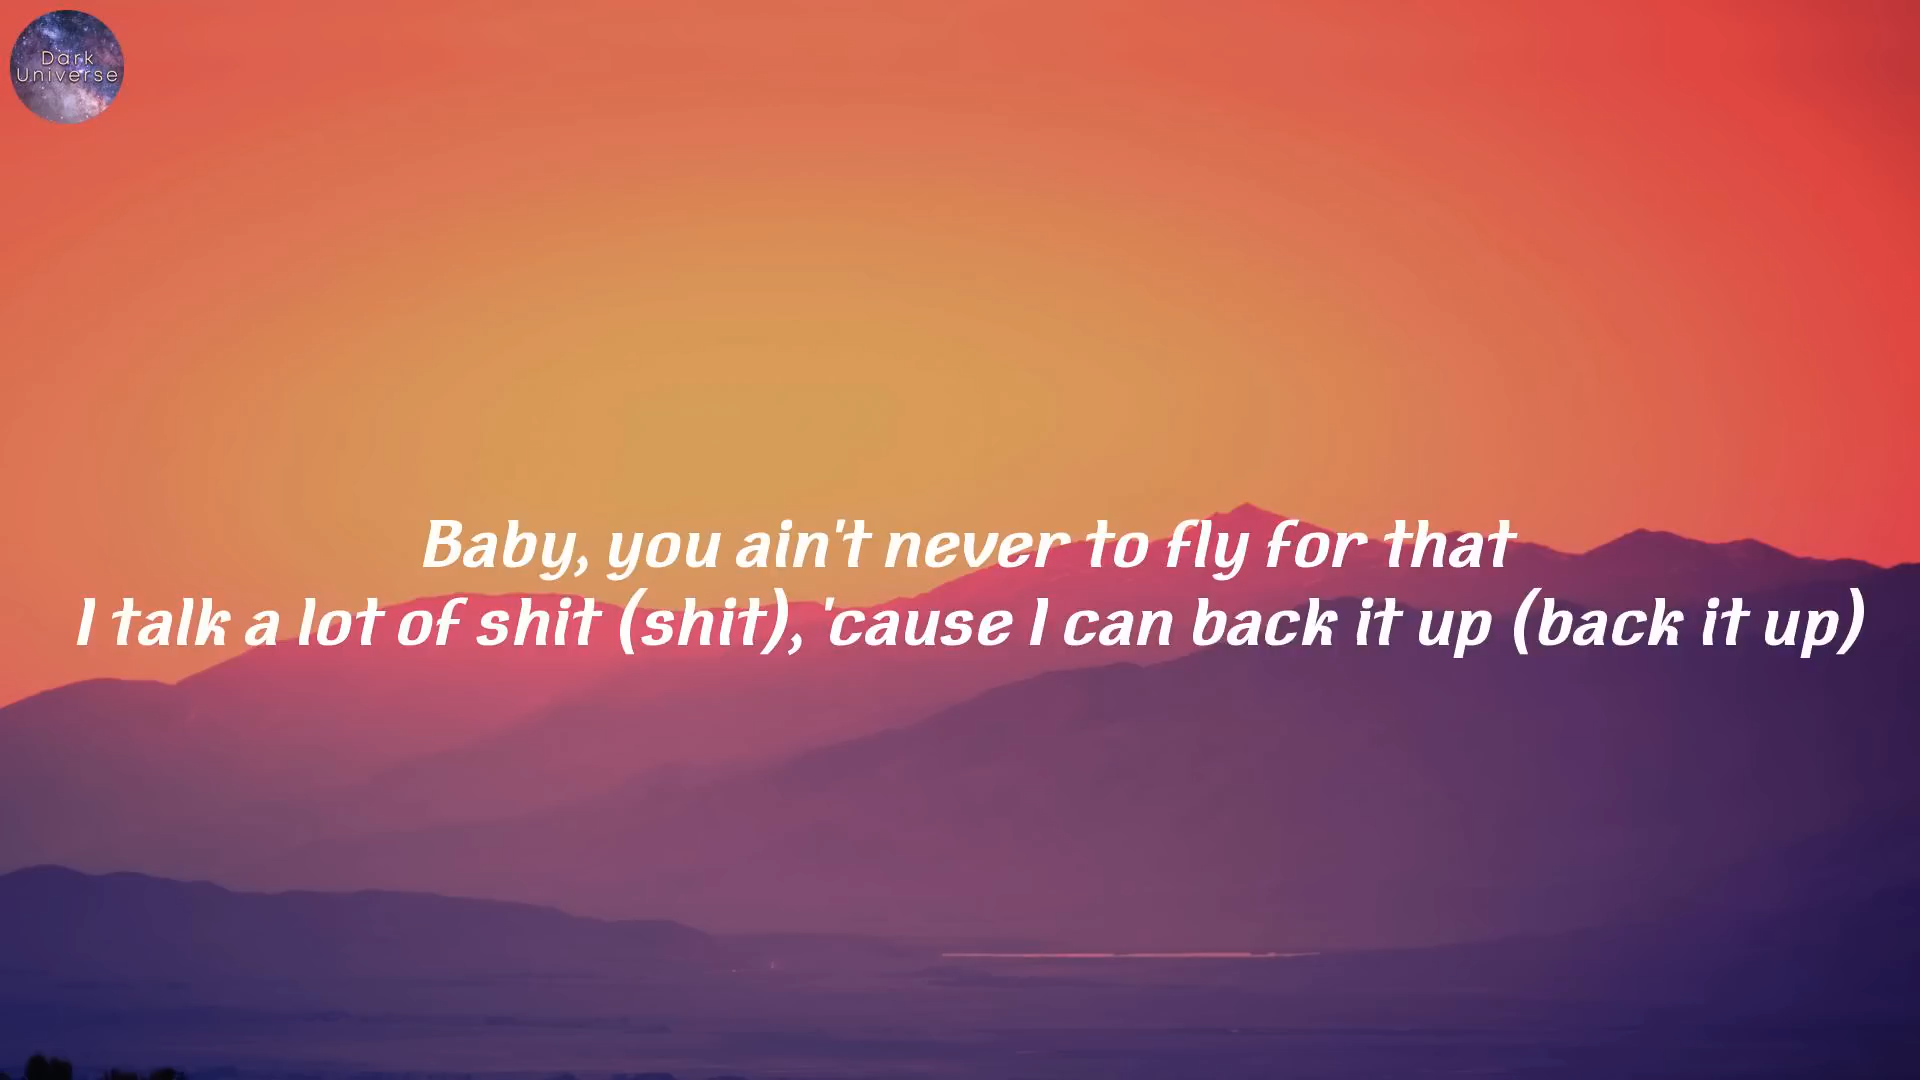 Dark
Universe
Baby, you ain't never to fly for that
I talk a lot of shit (shit), 'cause I can back it up (back it up)